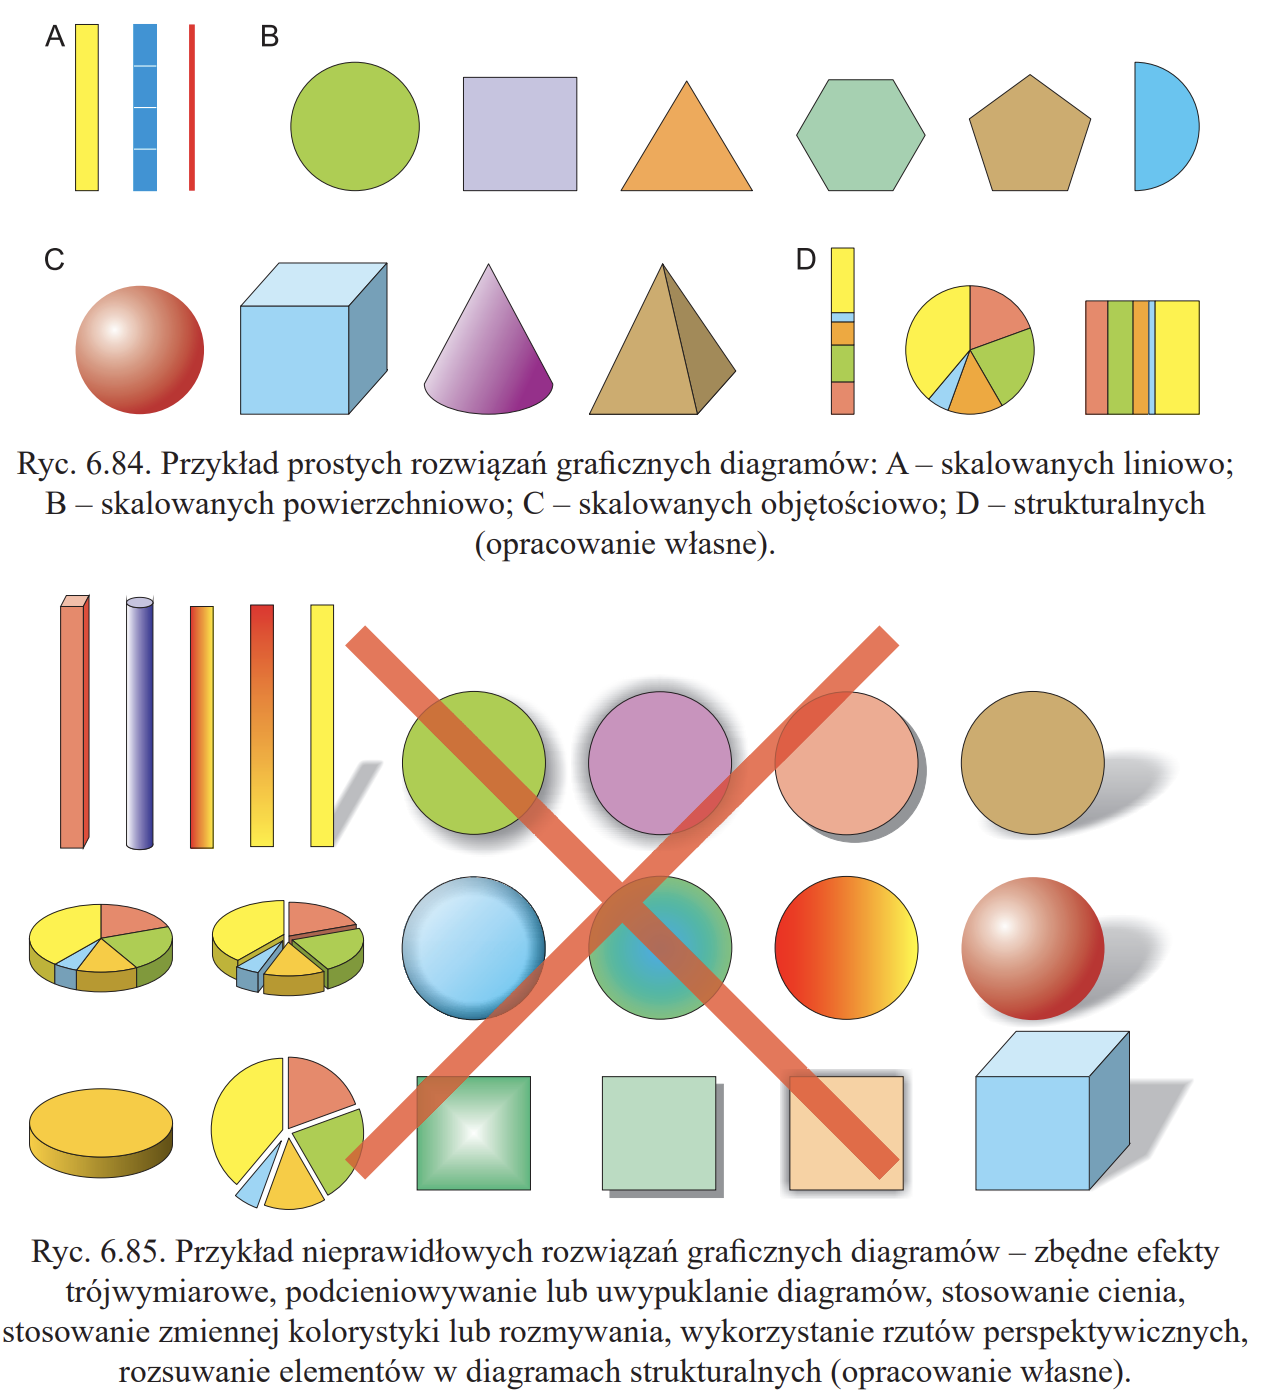 A
B
C
D
Ryc. 6.84. Przykład prostych rozwiązań graficznych diagramów: A – skalowanych liniowo;
B – skalowanych powierzchniowo; C – skalowanych objętościowo; D – strukturalnych
(opracowanie własne).
Ryc. 6.85. Przykład nieprawidłowych rozwiązań graficznych diagramów – zbędne efekty
trójwymiarowe, podcieniowywanie lub uwypuklanie diagramów, stosowanie cienia,
stosowanie zmiennej kolorystyki lub rozmywania, wykorzystanie rzutów perspektywicznych,
rozsuwanie elementów w diagramach strukturalnych (opracowanie własne).